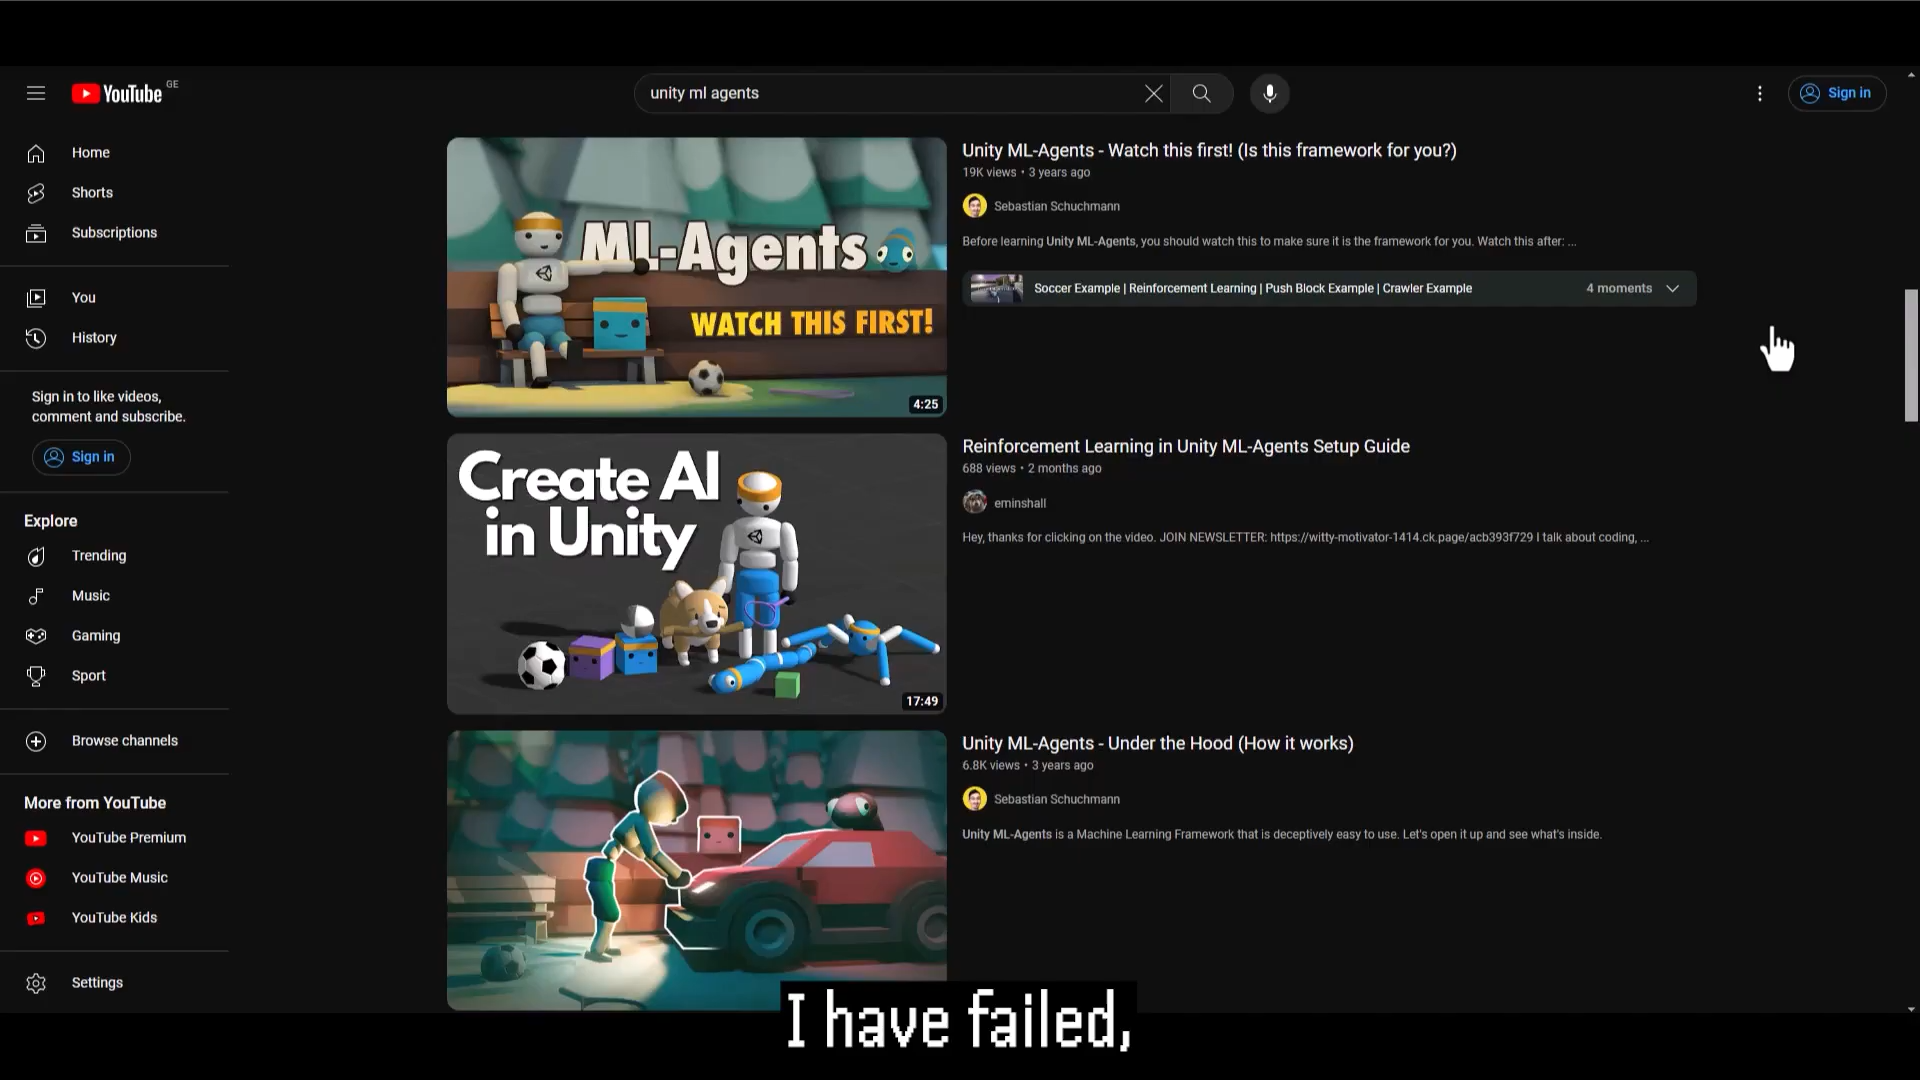 YouTube GE
unity ml agents
Sign in
Home
Shorts
Subscriptions
You
History
Sign in to like videos,
comment and subscribe.
Sign in
Explore
Trending
Music
Gaming
Sport
Browse channels
More from YouTube
YouTube Premium
YouTube Music
YouTube Kids
Settings
ML-Agents
WATCH THIS FIRST!
4:25
Unity ML-Agents - Watch this first! (Is this framework for you?)
19K views • 3 years ago
Sebastian Schuchmann
Before learning Unity ML-Agents, you should watch this to make sure it is the framework for you. Watch this after: ...
Soccer Example | Reinforcement Learning | Push Block Example | Crawler Example 4 moments
Create AI
in Unity
17:49
Reinforcement Learning in Unity ML-Agents Setup Guide
688 views • 2 months ago
eminshall
Hey, thanks for clicking on the video. JOIN NEWSLETTER: https://witty-motivator-1414.ck.page/acb393f729 I talk about coding, ...
Unity ML-Agents - Under the Hood (How it works)
6.8K views • 3 years ago
Sebastian Schuchmann
Unity ML-Agents is a Machine Learning Framework that is deceptively easy to use. Let's open it up and see what's inside.
I have failed,